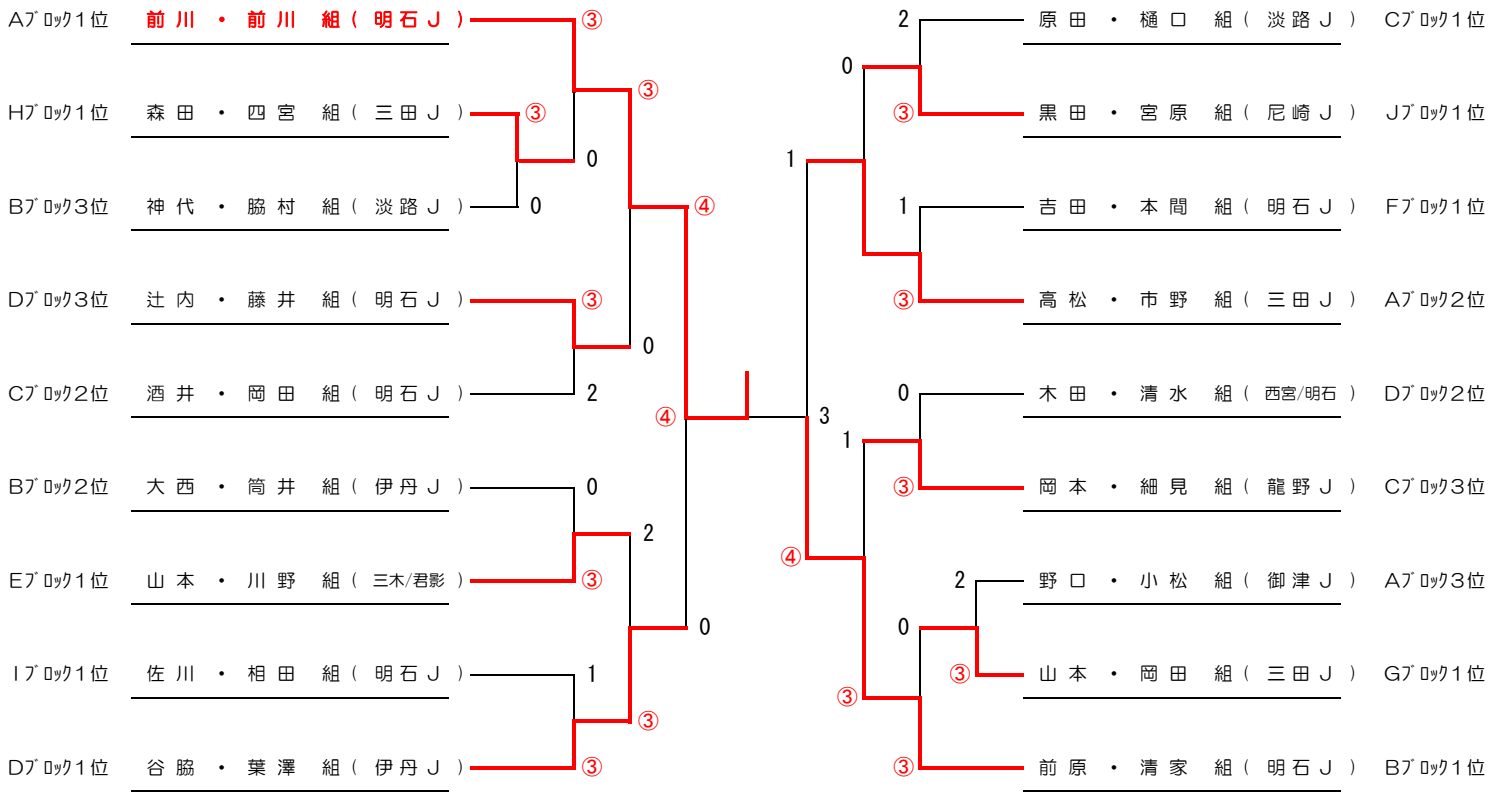 Aブロック1位 前川・前川 組(明石J) ③
2 原田・樋口 組(淡路J) Cブロック1位
0
③
Hブロック1位 森田・四宮 組(三田J) ③
③ 黒田・宮原 組(尼崎J) Jブロック1位
0
1
Bブロック3位 神代・脇村 組(淡路J) 0
④
1 吉田・本間 組(明石J) Fブロック1位
Dブロック3位 辻内・藤井 組(明石J) ③
③ 高松・市野 組(三田J) Aブロック2位
0
Cブロック2位 酒井・岡田 組(明石J) 2
0 木田・清水 組(西宮/明石) Dブロック2位
④
3
1
Bブロック2位 大西・筒井 組(伊丹J) 0
③ 岡本・細見 組(龍野J) Cブロック3位
2
④
Eブロック1位 山本・川野 組(三木/君影) ③
2 野口・小松 組(御津J) Aブロック3位
0
0
Iブロック1位 佐川・相田 組(明石J) 1
③ 山本・岡田 組(三田J) Gブロック1位
③
③
Dブロック1位 谷脇・葉澤 組(伊丹J) ③
③ 前原・清家 組(明石J) Bブロック1位